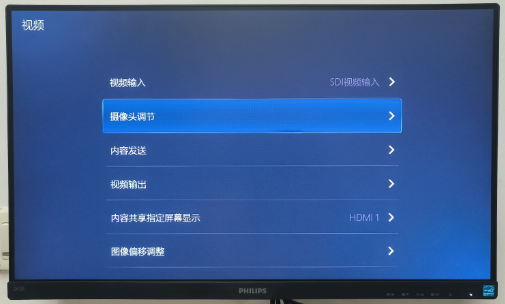 视频
视频输入 SDI视频输入
摄像头调节
内容发送
视频输出
内容共享指定屏幕显示 HDMI 1
图像偏移调整
PHILIPS